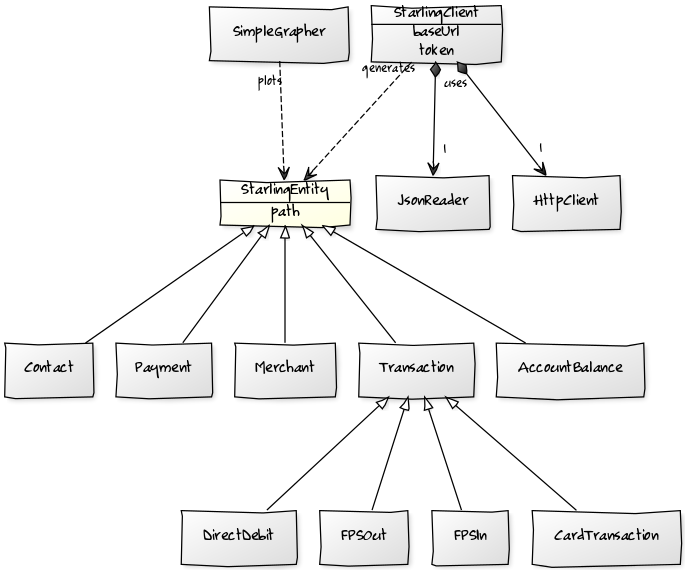 SimpleGrapher
StarlingClient
baseUrl
token
plots
generates
uses
1
1
StarlingEntity
path
JsonReader
HttpClient
Contact
Payment
Merchant
Transaction
AccountBalance
DirectDebit
FPSOut
FPSIn
CardTransaction